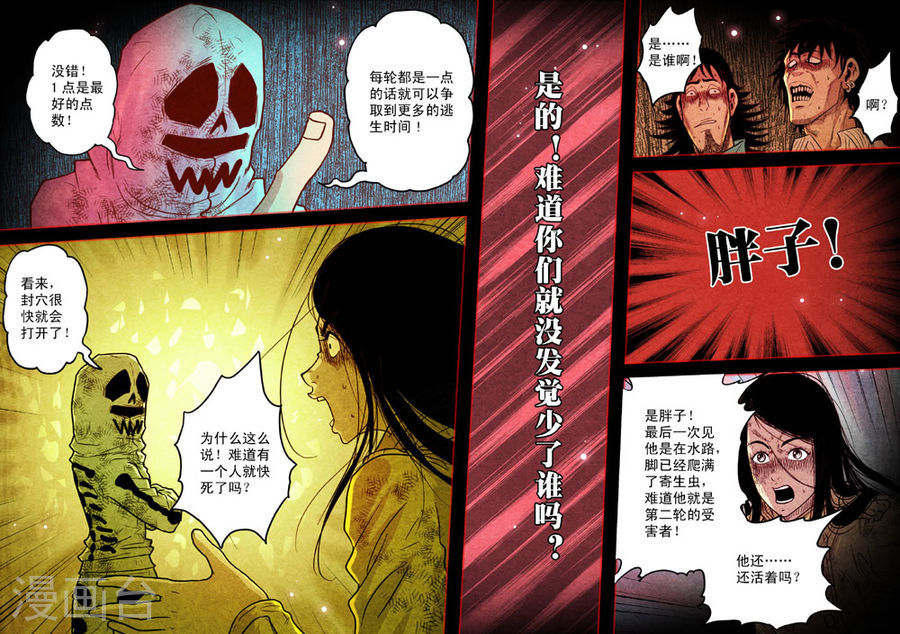 没错！
1点是最
好的点
数！
每轮都是一点
的话就可以争
取到更多的逃
生时间！
看来，
封穴很
快就会
打开了！
为什么这么
说！难道有
一个人就快
死了吗？
是的！难道你们就没发觉少了谁吗？
是……
是谁啊！
啊？
胖子！
是胖子！
最后一次见
他是在水路，
脚已经爬满
了寄生虫，
难道他就是
第二轮的受
害者！
他还……
还活着吗？
漫画台